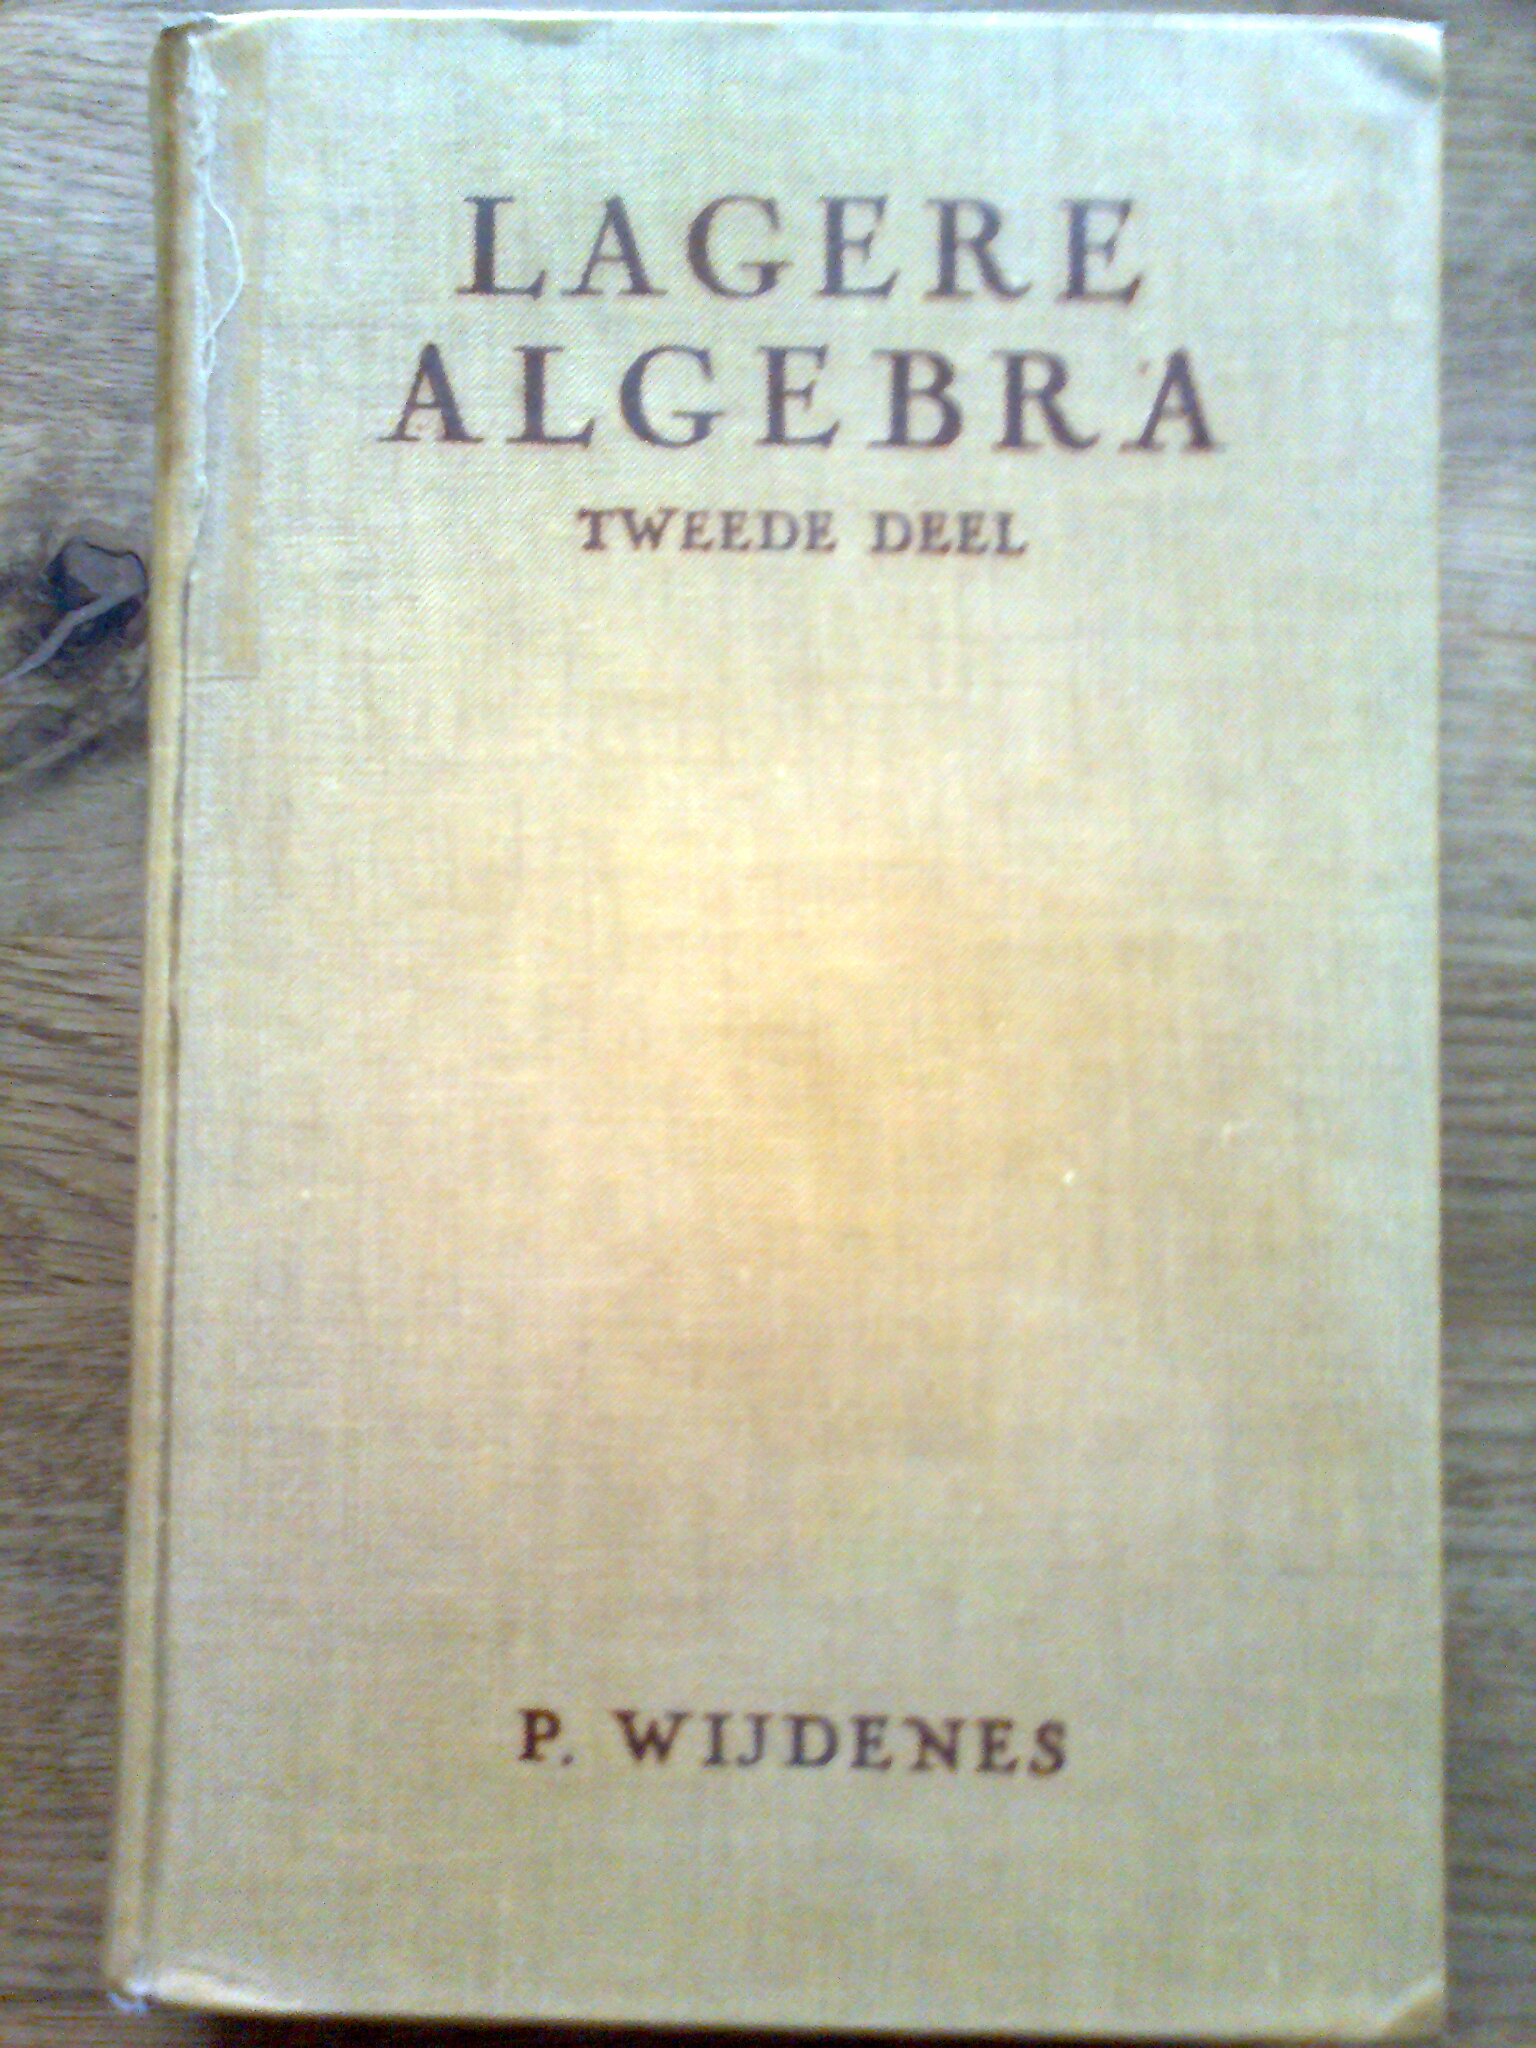 LAGERE
ALGEBRA
TWEEDE DEEL
P. WIJDENES